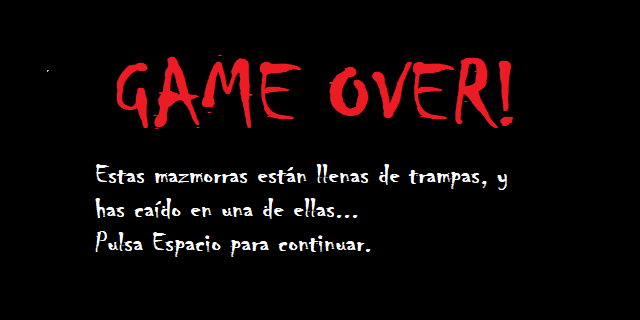 GAME OVER!
Estas mazmorras están llenas de trampas, y
has caído en una de ellas...
Pulsa Espacio para continuar.